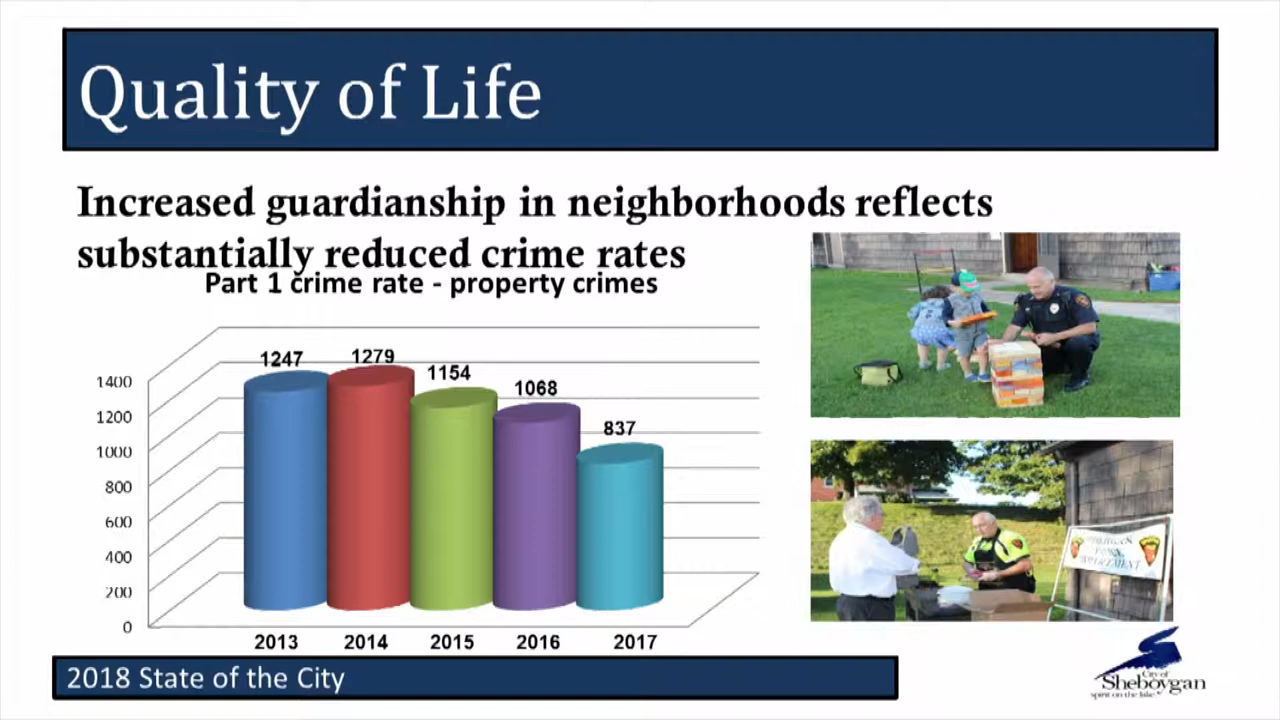 Quality of Life
Increased guardianship in neighborhoods reflects
substantially reduced crime rates
Part 1 crime rate - property crimes
1247
1279
1154
1068
837
1400
1200
1000
800
600
400
200
0
2013 2014 2015 2016 2017
POLICE
DEPARTMENT
2018 State of the City
City of
Sheboygan
spirit on the lake